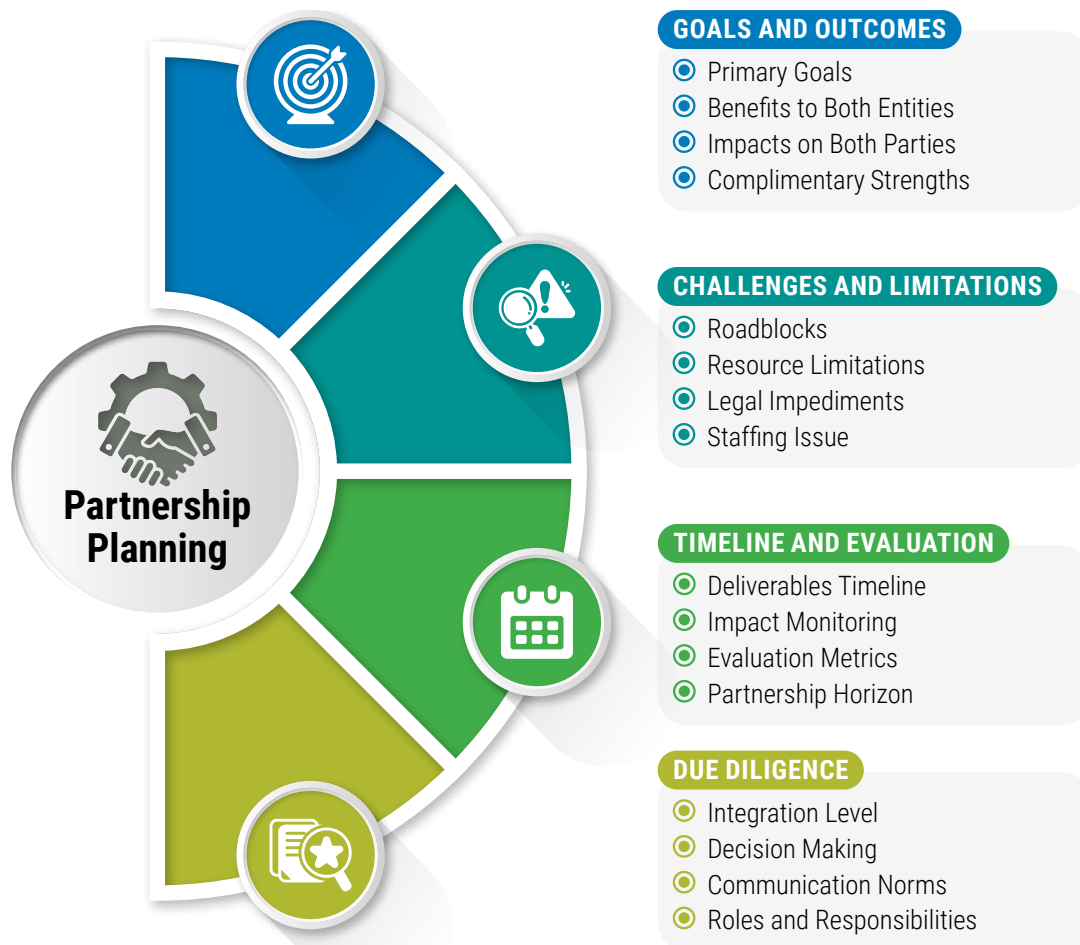 GOALS AND OUTCOMES
Primary Goals
Benefits to Both Entities
Impacts on Both Parties
Complimentary Strengths
CHALLENGES AND LIMITATIONS
Roadblocks
Resource Limitations
Legal Impediments
Staffing Issue
Partnership
Planning
TIMELINE AND EVALUATION
Deliverables Timeline
Impact Monitoring
Evaluation Metrics
Partnership Horizon
DUE DILIGENCE
Integration Level
Decision Making
Communication Norms
Roles and Responsibilities